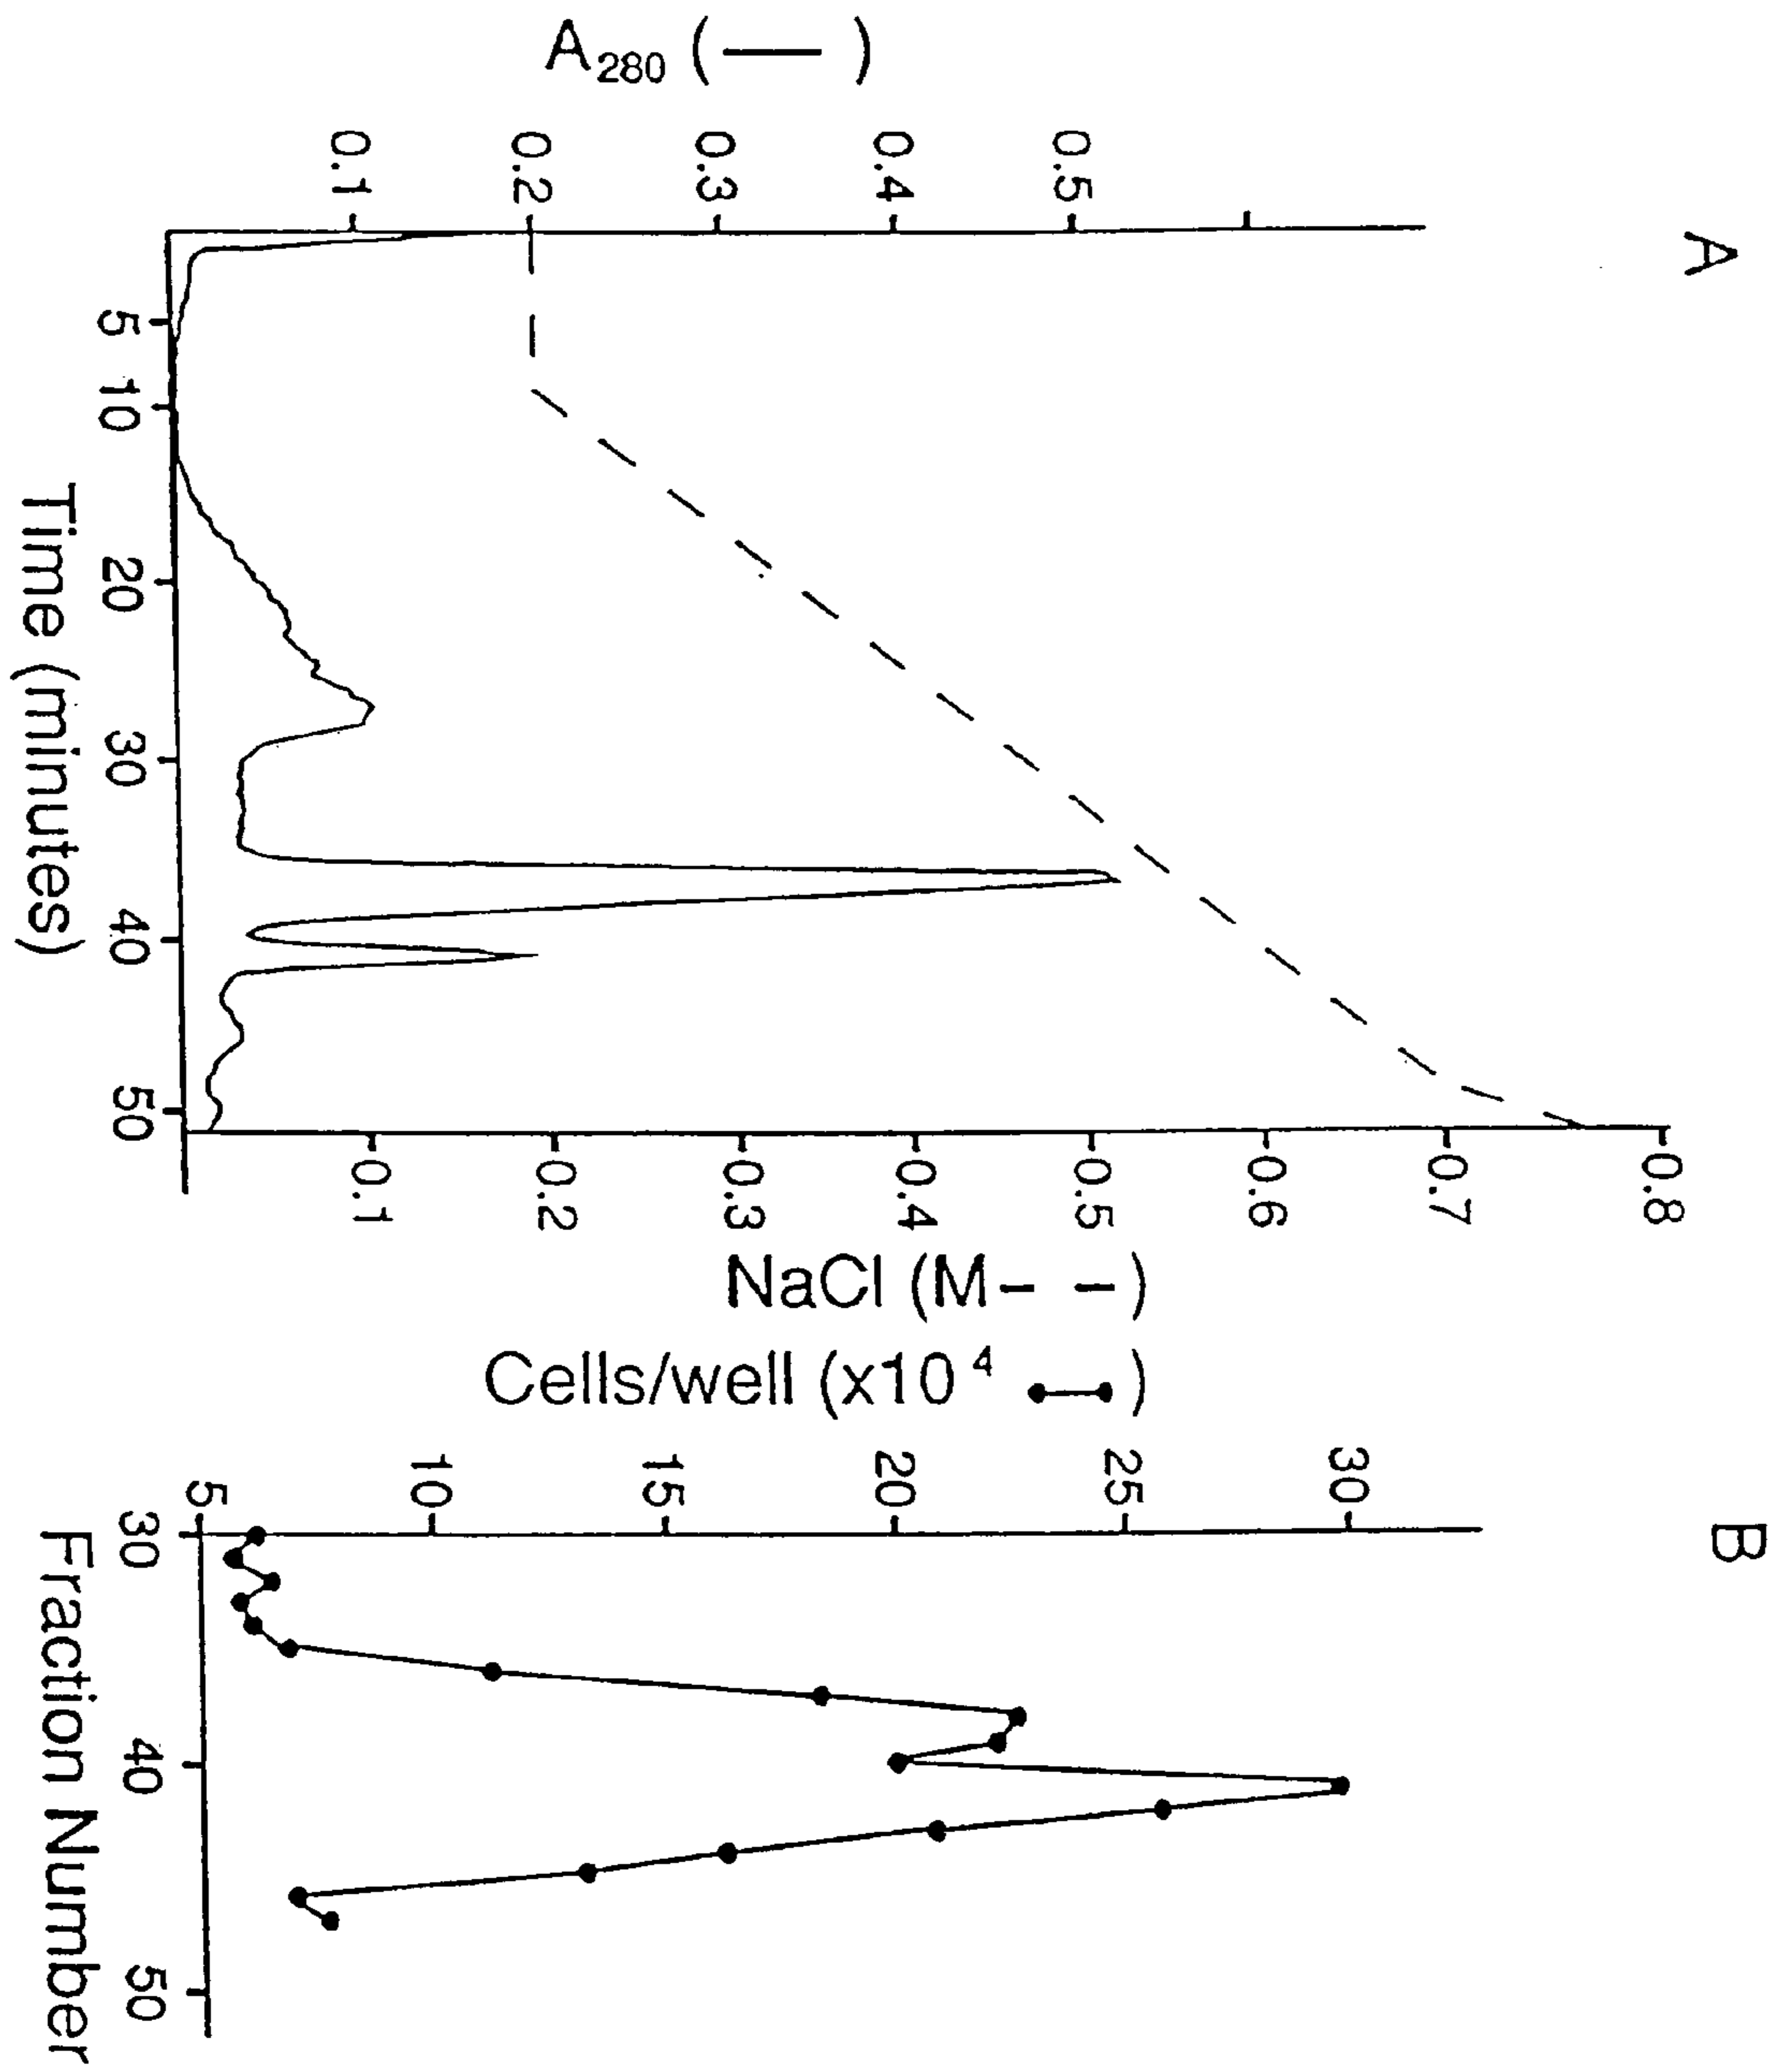 A
A280 (—)
0.5
0.4
0.3
0.2
0.1
5 10 20 30 40 50
Time (minutes)
0.8
0.7
0.6
0.5
0.4
0.3
0.2
0.1
NaCl (M- -)
B
Cells/well (x10 4 •—•)
30
25
20
15
10
5
30 40 50
Fraction Number